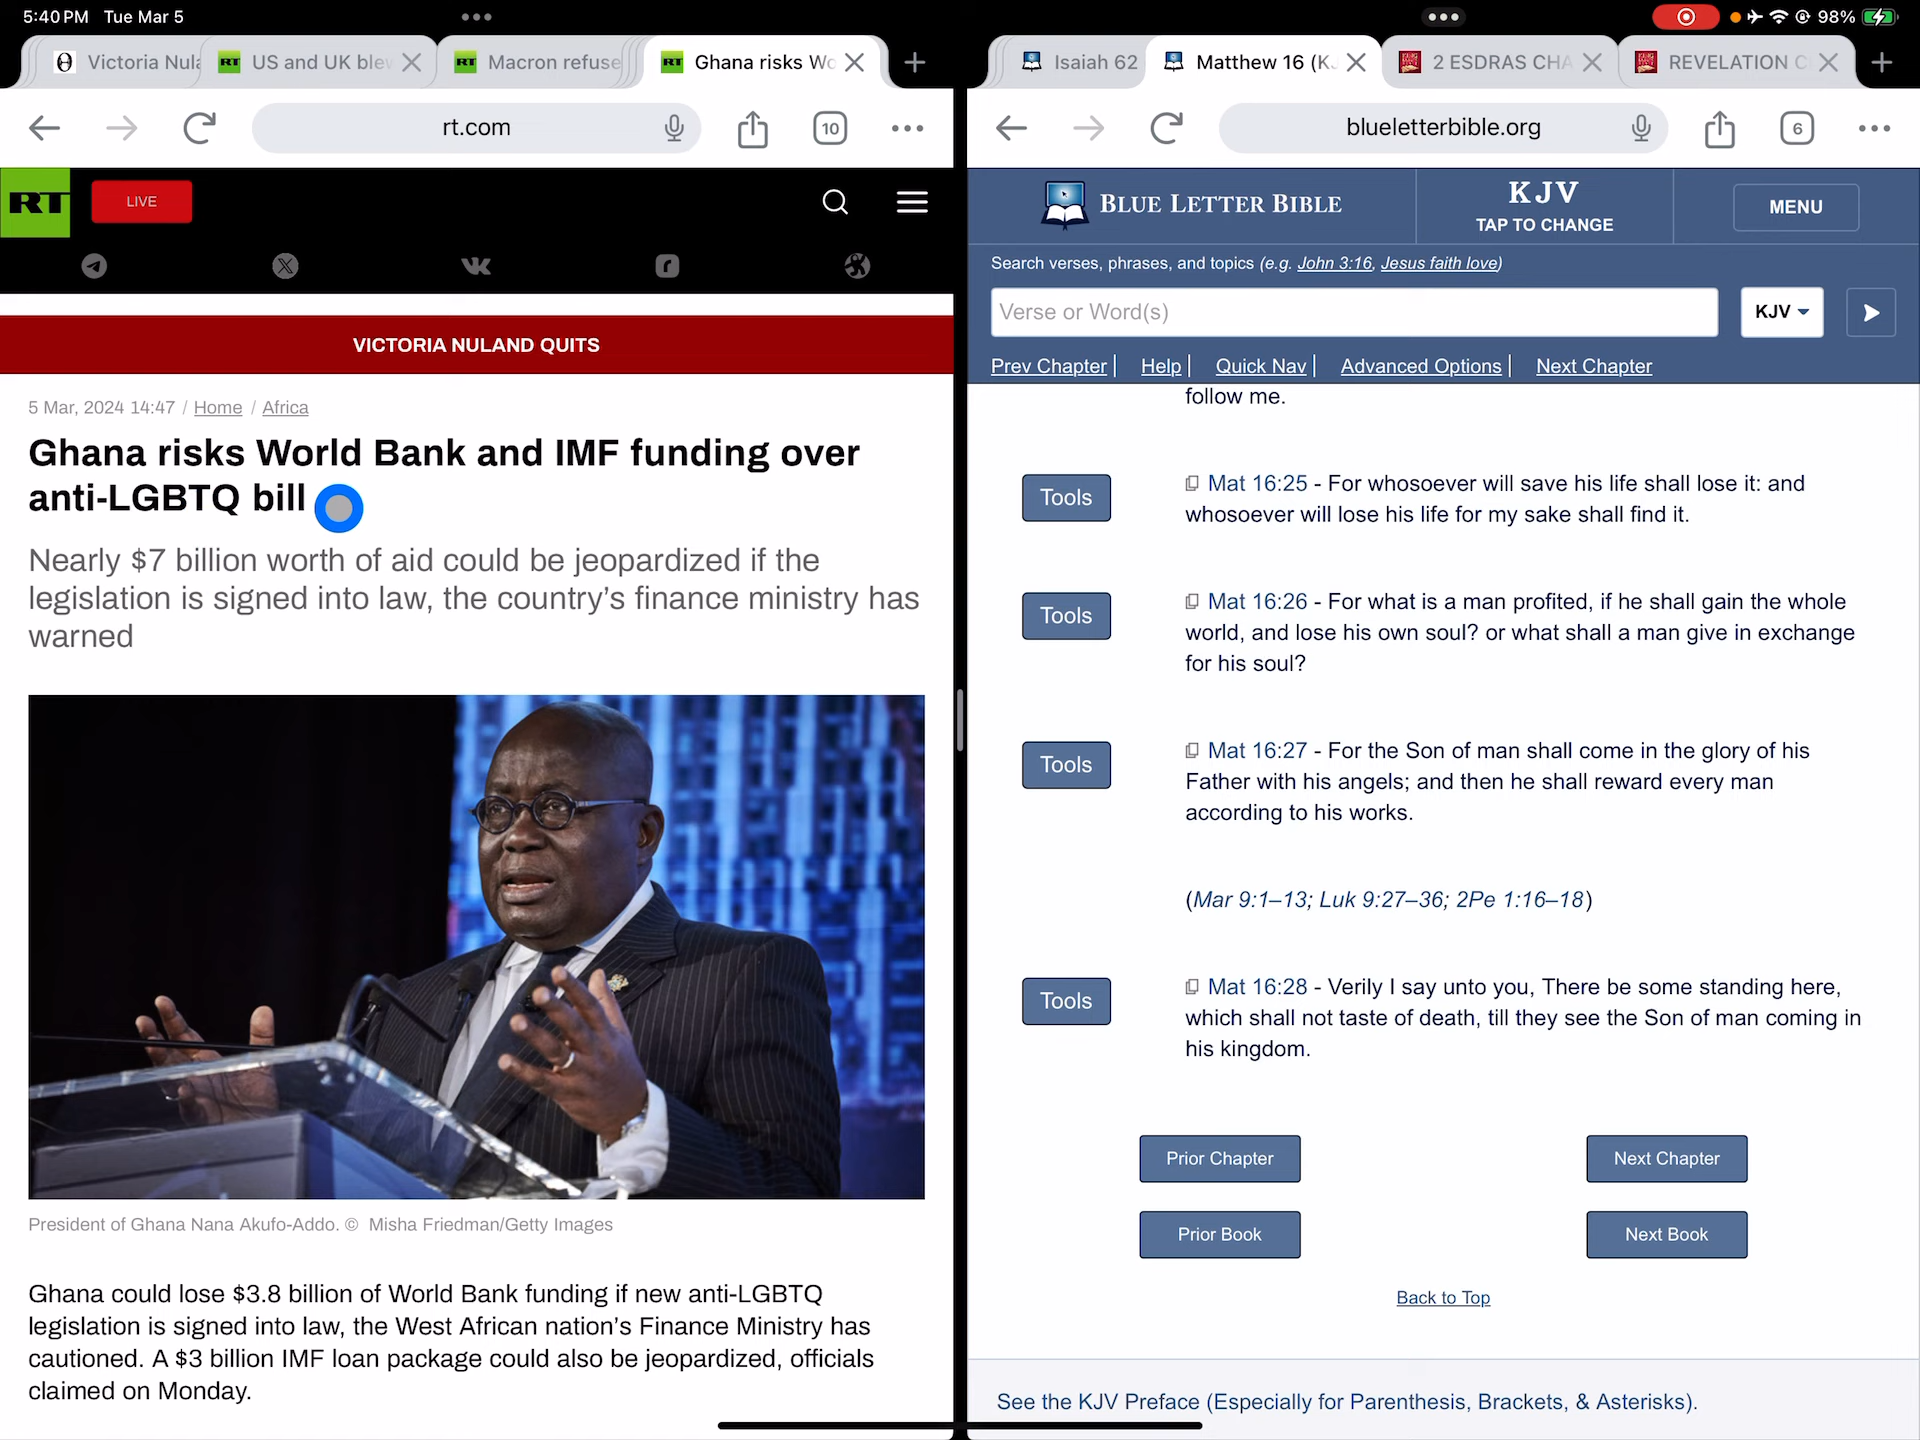 5:40 PM Tue Mar 5
98%
Victoria Nula
US and UK blev
Macron refuse
Ghana risks Wo
Isaiah 62
Matthew 16 (KJ
2 ESDRAS CHA
REVELATION C
rt.com
10
blueletterbible.org
6
RT
LIVE
VICTORIA NULAND QUITS
5 Mar, 2024 14:47 / Home / Africa
Ghana risks World Bank and IMF funding over
anti-LGBTQ bill
Nearly $7 billion worth of aid could be jeopardized if the
legislation is signed into law, the country’s finance ministry has
warned
President of Ghana Nana Akufo-Addo. © Misha Friedman/Getty Images
Ghana could lose $3.8 billion of World Bank funding if new anti-LGBTQ
legislation is signed into law, the West African nation’s Finance Ministry has
cautioned. A $3 billion IMF loan package could also be jeopardized, officials
claimed on Monday.
BLUE LETTER BIBLE
KJV
TAP TO CHANGE
MENU
Search verses, phrases, and topics (e.g. John 3:16, Jesus faith love)
Verse or Word(s)
KJV
Prev Chapter | Help | Quick Nav | Advanced Options | Next Chapter
follow me.
Tools
Mat 16:25 - For whosoever will save his life shall lose it: and
whosoever will lose his life for my sake shall find it.
Tools
Mat 16:26 - For what is a man profited, if he shall gain the whole
world, and lose his own soul? or what shall a man give in exchange
for his soul?
Tools
Mat 16:27 - For the Son of man shall come in the glory of his
Father with his angels; and then he shall reward every man
according to his works.
(Mar 9:1–13; Luk 9:27–36; 2Pe 1:16–18)
Tools
Mat 16:28 - Verily I say unto you, There be some standing here,
which shall not taste of death, till they see the Son of man coming in
his kingdom.
Prior Chapter
Next Chapter
Prior Book
Next Book
Back to Top
See the KJV Preface (Especially for Parenthesis, Brackets, & Asterisks).